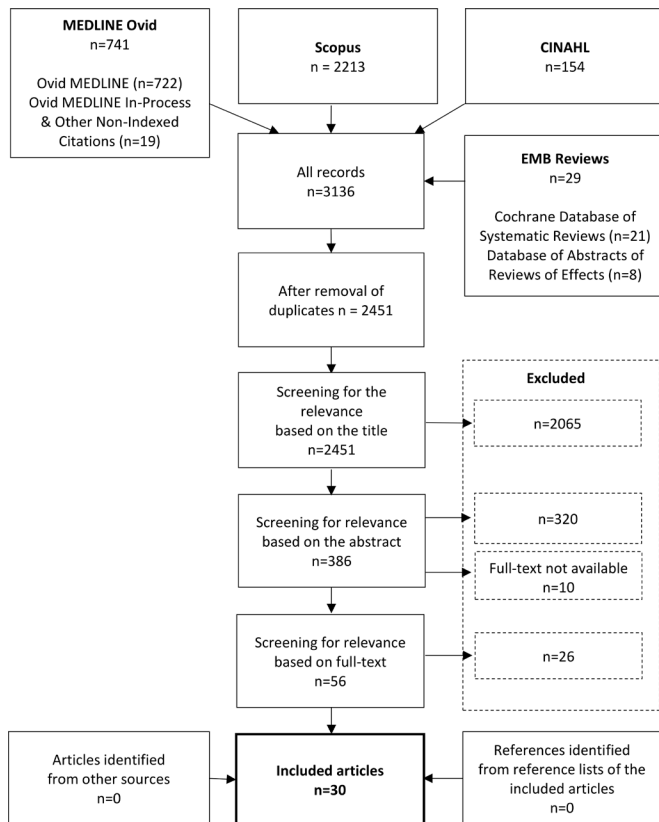 MEDLINE Ovid
n=741
Ovid MEDLINE (n=722)
Ovid MEDLINE In-Process
& Other Non-Indexed
Citations (n=19)
Scopus
n = 2213
CINAHL
n=154
All records
n=3136
EMB Reviews
n=29
Cochrane Database of
Systematic Reviews (n=21)
Database of Abstracts of
Reviews of Effects (n=8)
After removal of
duplicates n = 2451
Screening for the
relevance
based on the title
n=2451
Excluded
n=2065
Screening for relevance
based on the abstract
n=386
n=320
Full-text not available
n=10
Screening for relevance
based on full-text
n=56
n=26
Articles identified
from other sources
n=0
Included articles
n=30
References identified
from reference lists of the
included articles
n=0